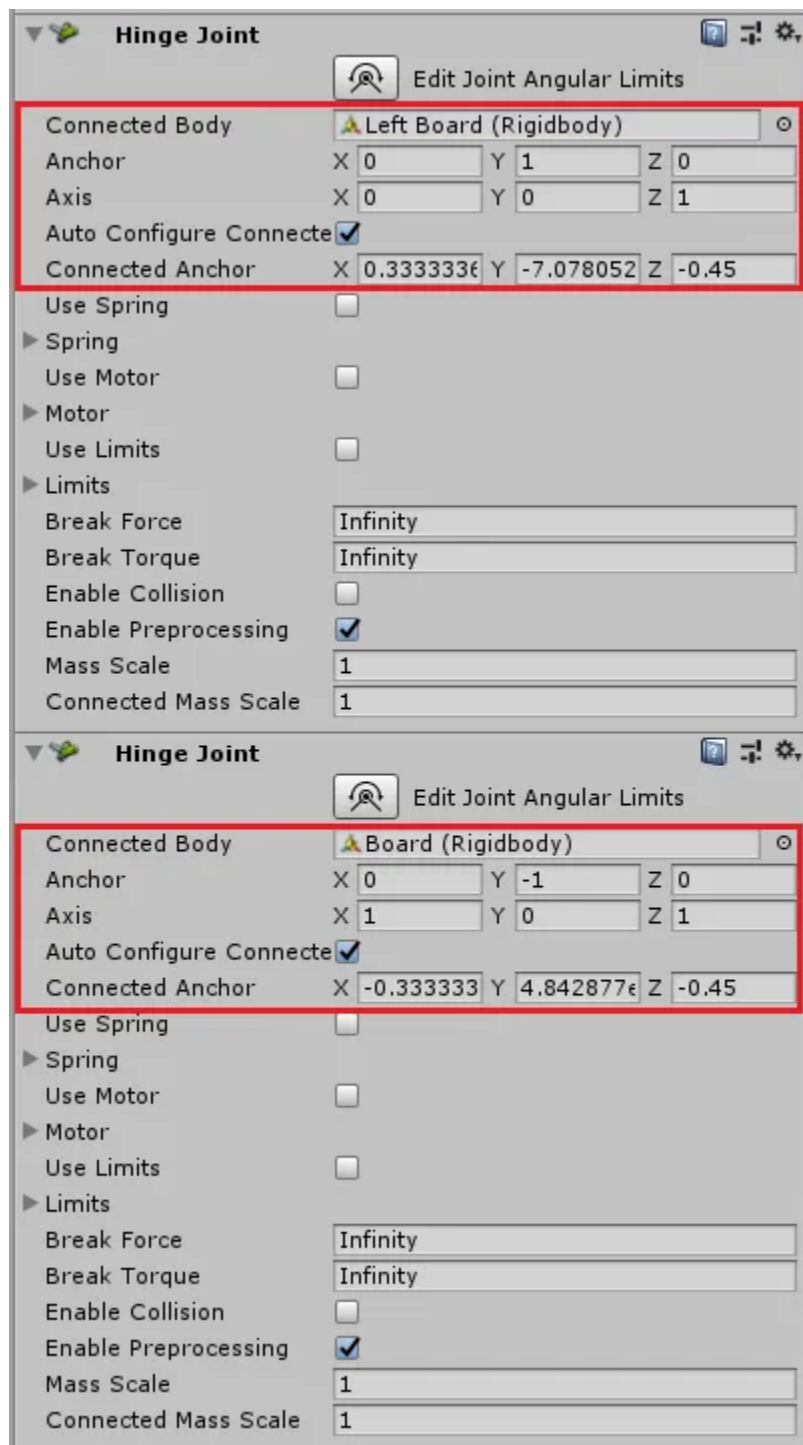 Hinge Joint
Edit Joint Angular Limits
Connected Body Left Board (Rigidbody)
Anchor X 0 Y 1 Z 0
Axis X 0 Y 0 Z 1
Auto Configure Connecte
Connected Anchor X 0.3333336 Y -7.078052 Z -0.45
Use Spring
Spring
Use Motor
Motor
Use Limits
Limits
Break Force Infinity
Break Torque Infinity
Enable Collision
Enable Preprocessing
Mass Scale 1
Connected Mass Scale 1
Hinge Joint
Edit Joint Angular Limits
Connected Body Board (Rigidbody)
Anchor X 0 Y -1 Z 0
Axis X 1 Y 0 Z 1
Auto Configure Connecte
Connected Anchor X -0.333333 Y 4.842877e Z -0.45
Use Spring
Spring
Use Motor
Motor
Use Limits
Limits
Break Force Infinity
Break Torque Infinity
Enable Collision
Enable Preprocessing
Mass Scale 1
Connected Mass Scale 1